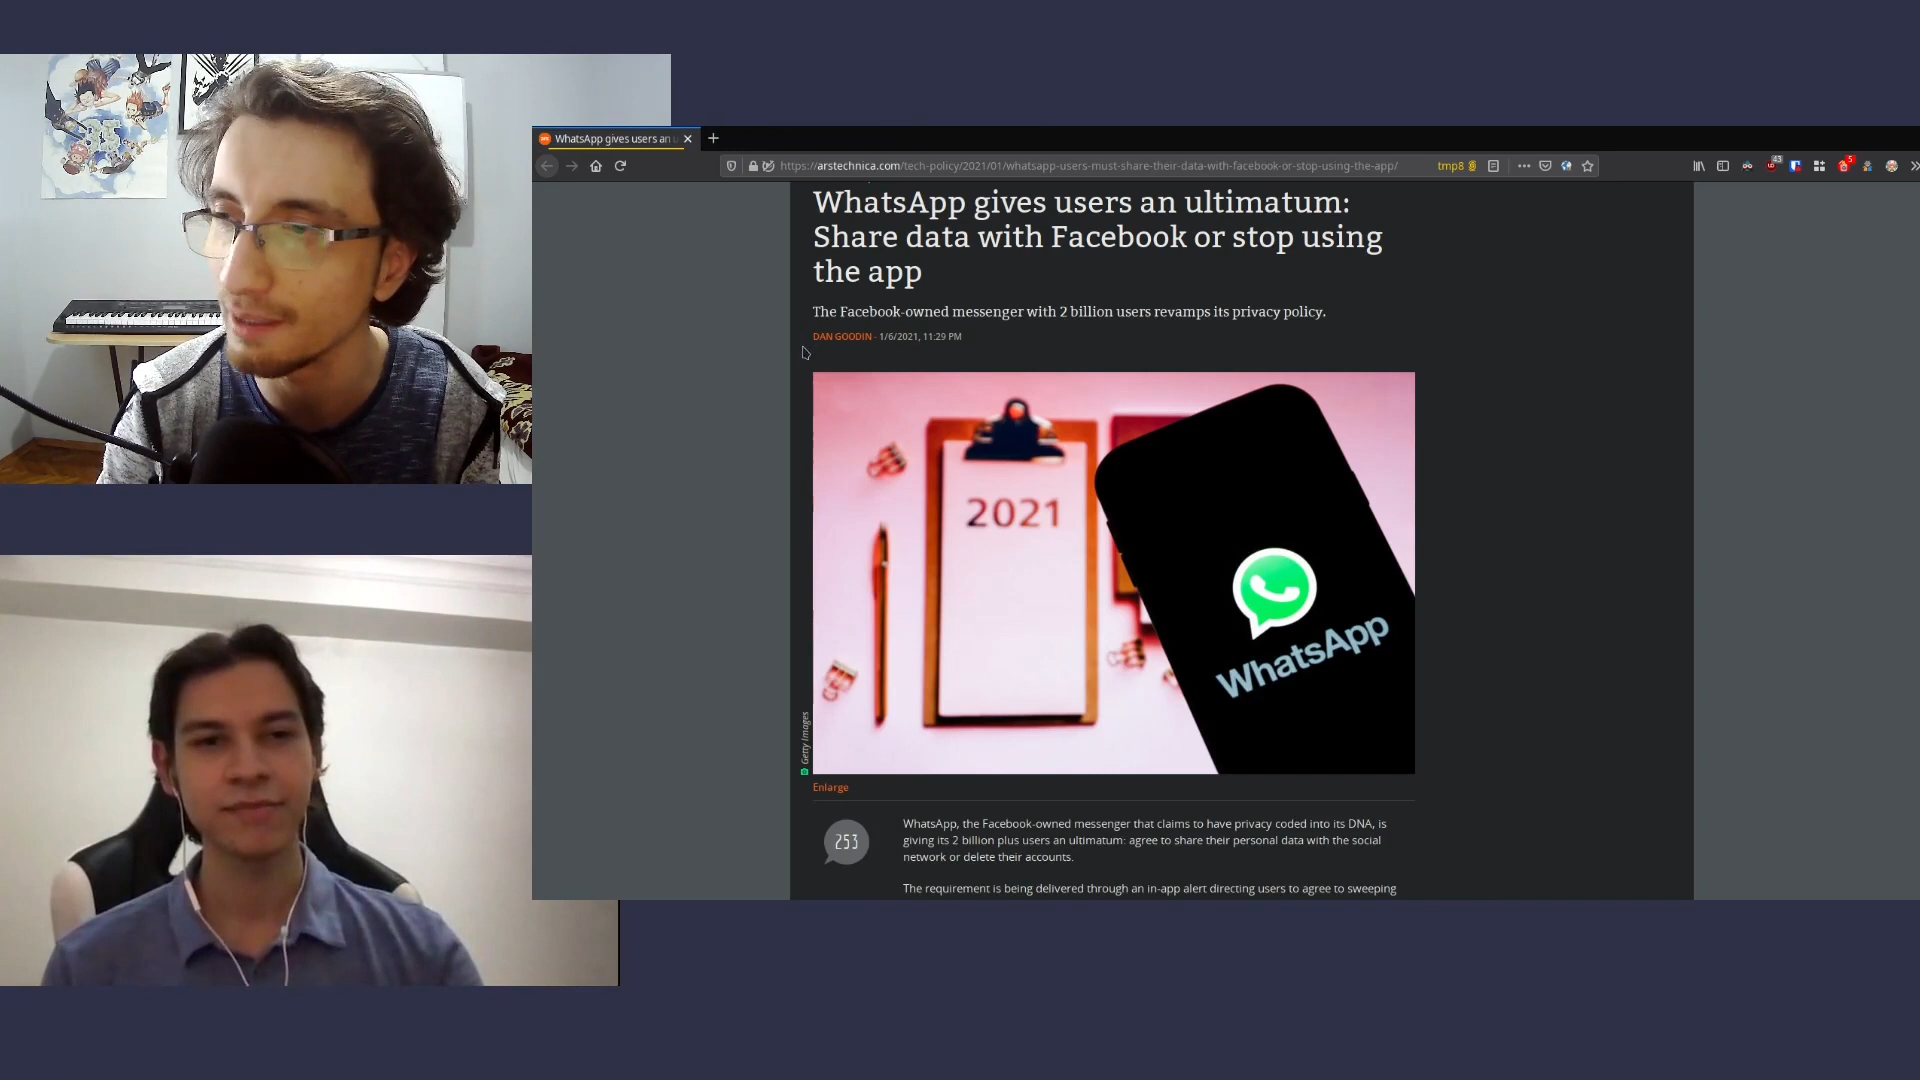 WhatsApp gives users an u
https://arstechnica.com/tech-policy/2021/01/whatsapp-users-must-share-their-data-with-facebook-or-stop-using-the-app/
tmp8
43
5
WhatsApp gives users an ultimatum:
Share data with Facebook or stop using
the app
The Facebook-owned messenger with 2 billion users revamps its privacy policy.
DAN GOODIN - 1/6/2021, 11:29 PM
2021
WhatsApp
Getty Images
Enlarge
253
WhatsApp, the Facebook-owned messenger that claims to have privacy coded into its DNA, is
giving its 2 billion plus users an ultimatum: agree to share their personal data with the social
network or delete their accounts.
The requirement is being delivered through an in-app alert directing users to agree to sweeping